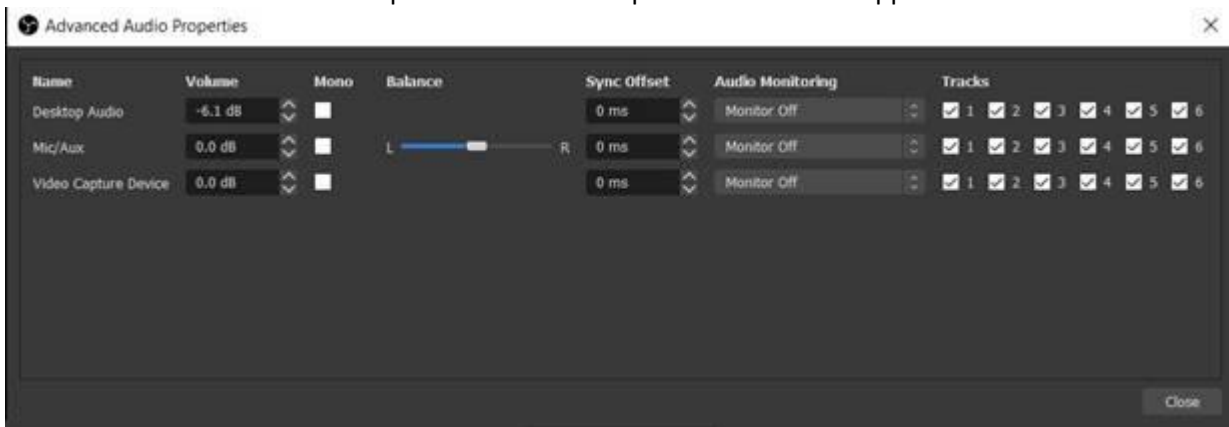 Advanced Audio Properties
Name Volume Mono Balance Sync Offset Audio Monitoring Tracks
Desktop Audio -6.1 dB 0 ms Monitor Off 1 2 3 4 5 6
Mic/Aux 0.0 dB L R 0 ms Monitor Off 1 2 3 4 5 6
Video Capture Device 0.0 dB 0 ms Monitor Off 1 2 3 4 5 6
Close